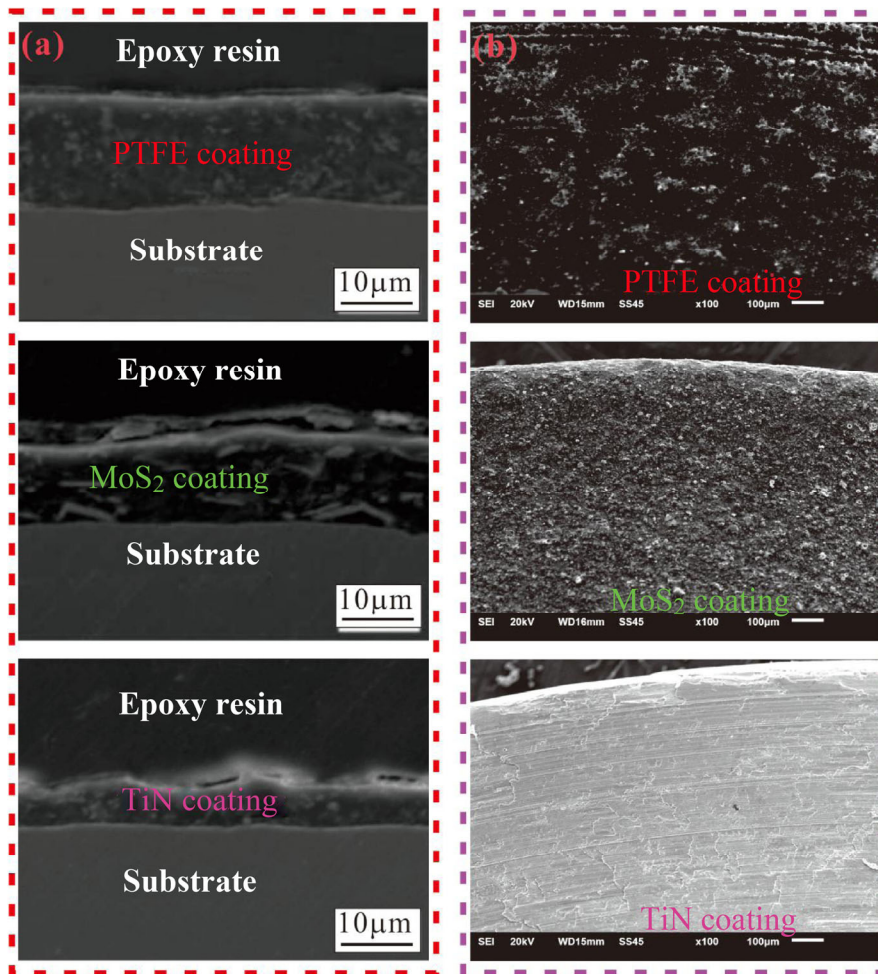 (a)
Epoxy resin
PTFE coating
Substrate
10μm
Epoxy resin
MoS₂ coating
Substrate
10μm
Epoxy resin
TiN coating
Substrate
10μm
(b)
PTFE coating
SEI 20kV WD15mm SS45 x100 100μm
MoS₂ coating
SEI 20kV WD16mm SS45 x100 100μm
TiN coating
SEI 20kV WD15mm SS45 x100 100μm